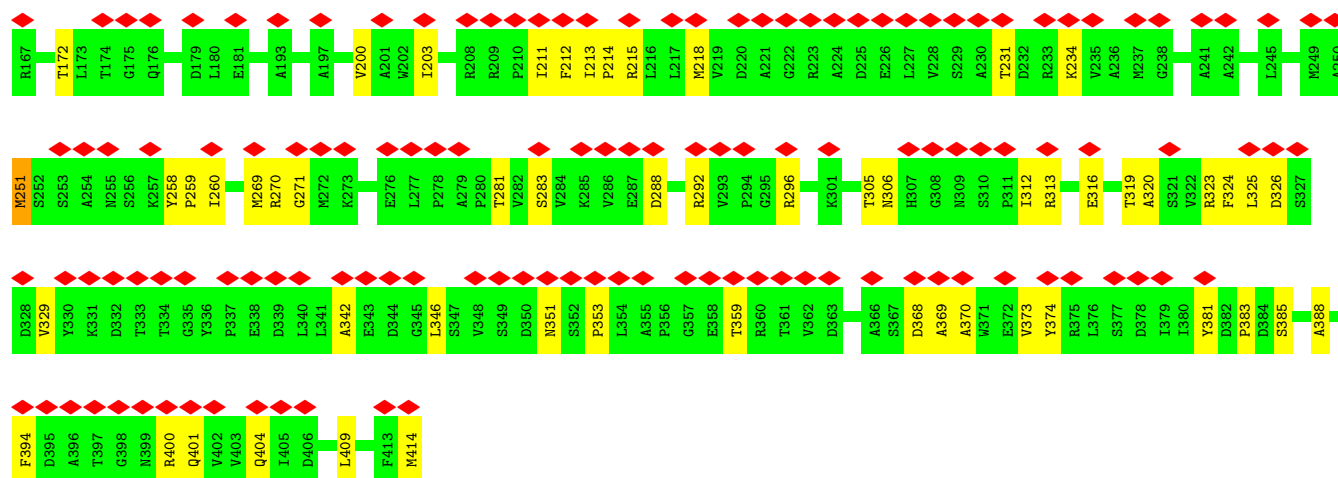 R167 T172 L173 T174 G175 Q176 D179 L180 E181 A193 A197 V200 A201 W202 I203 R208 R209 P210 I211 F212 I213 P214 R215 L216 L217 M218 V219 D220 A221 G222 R223 A224 D225 E226 L227 V228 S229 A230 T231 D232 R233 K234 V235 A236 M237 G238 A241 A242 L245 M249 A250
M251 S252 S253 A254 N255 S256 K257 Y258 P259 I260 M269 R270 G271 M272 K273 E276 L277 P278 A279 P280 T281 V282 S283 V284 K285 V286 E287 D288 R292 V293 P294 G295 R296 K301 T305 N306 H307 G308 N309 S310 P311 I312 R313 E316 T319 A320 S321 V322 R323 F324 L325 D326 S327
D328 V329 Y330 K331 D332 T333 T334 G335 Y336 P337 E338 D339 L340 L341 A342 E343 D344 G345 L346 S347 V348 S349 D350 N351 S352 P353 L354 A355 P356 G357 E358 T359 R360 T361 V362 D363 A366 S367 D368 A369 A370 W371 E372 V373 Y374 R375 L376 S377 D378 I379 I380 Y381 D382 P383 D384 S385 A388
F394 D395 A396 T397 G398 N399 R400 Q401 V402 V403 Q404 I405 D406 L409 F413 M414